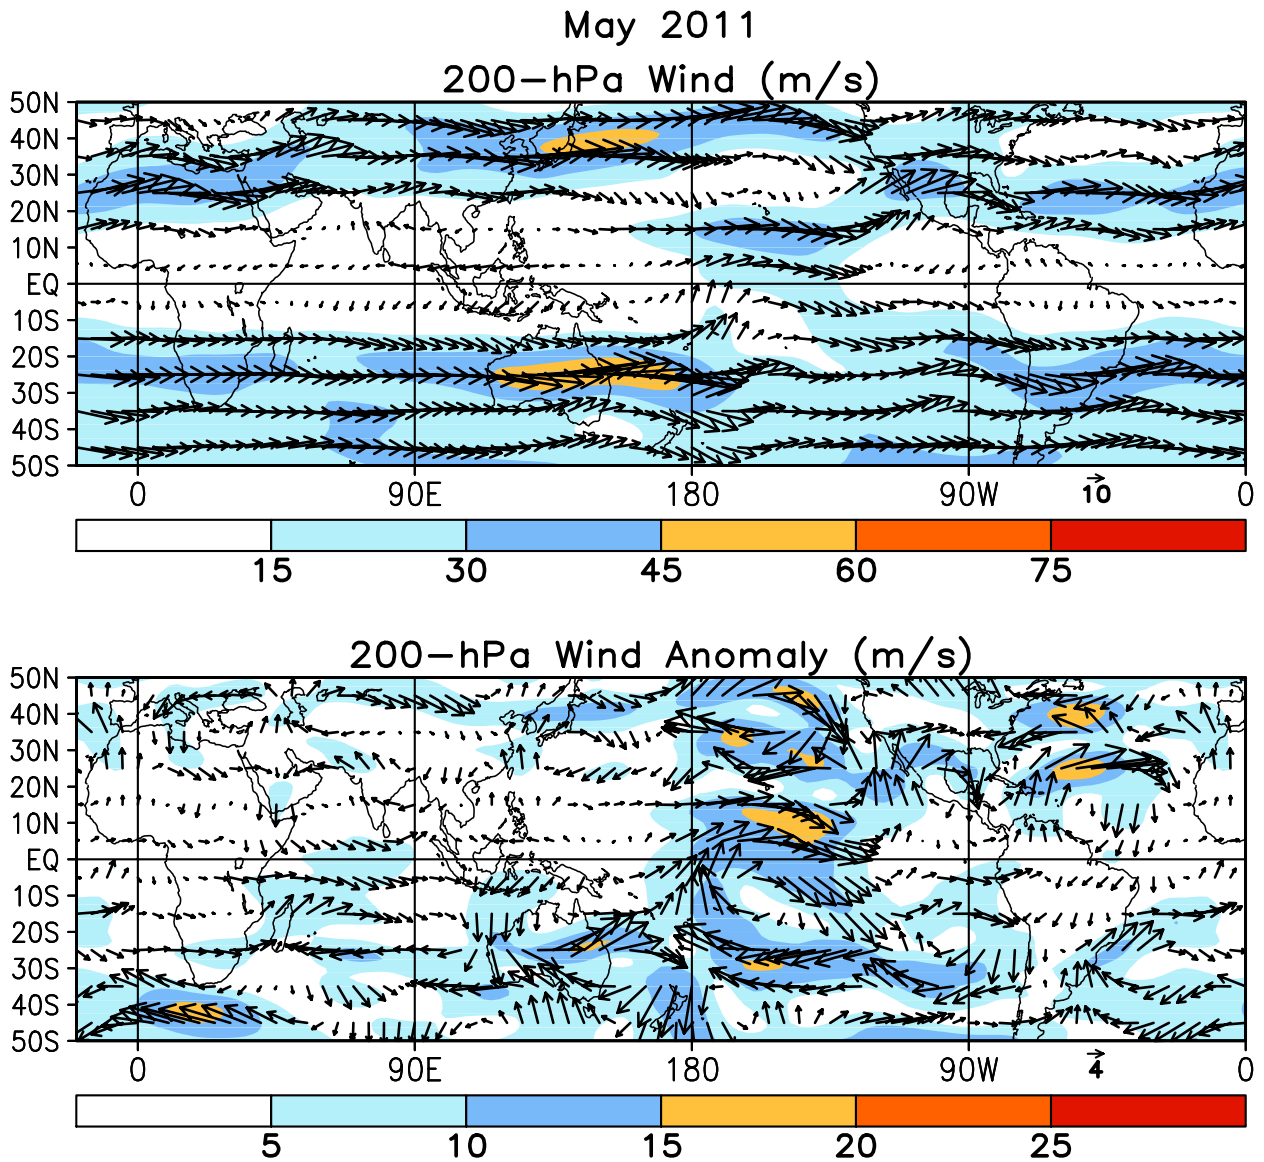 May 2011
200-hPa Wind (m/s)
50N
40N
30N
20N
10N
EQ
10S
20S
30S
40S
50S
0 90E 180 90W 10 0
15 30 45 60 75
200-hPa Wind Anomaly (m/s)
50N
40N
30N
20N
10N
EQ
10S
20S
30S
40S
50S
0 90E 180 90W 4 0
5 10 15 20 25